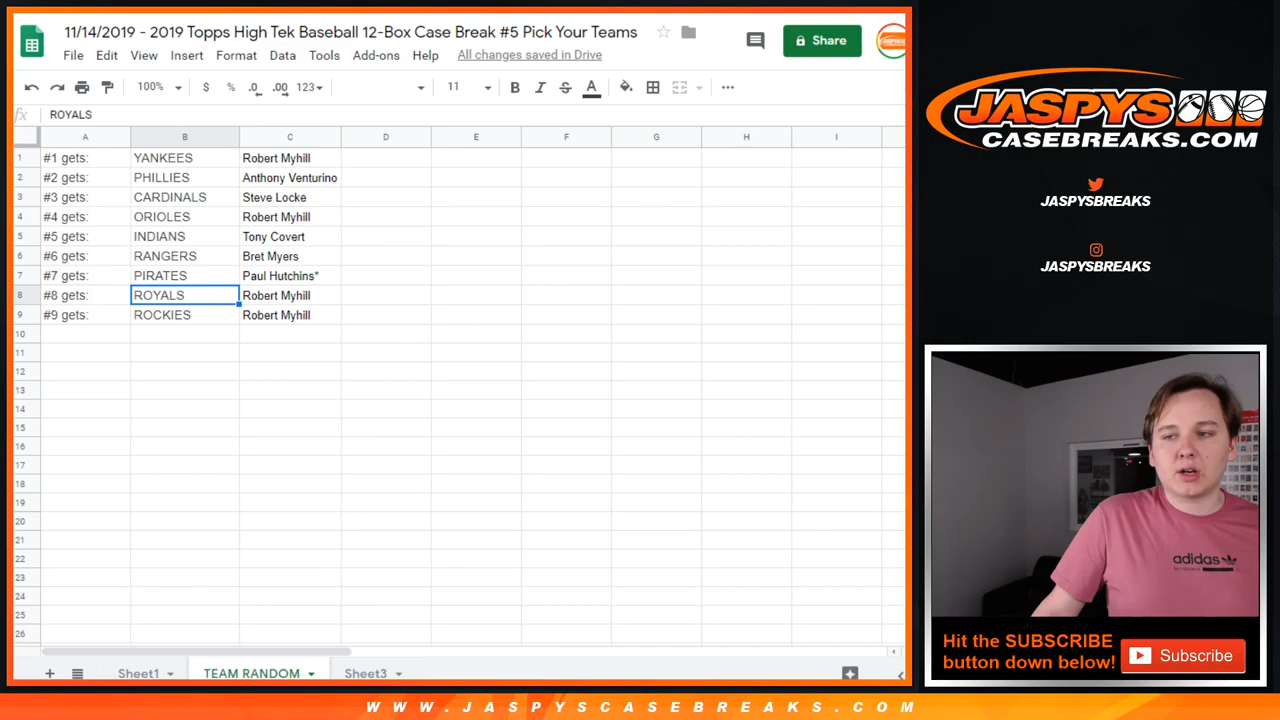 11/14/2019 - 2019 Topps High Tek Baseball 12-Box Case Break #5 Pick Your Teams
File Edit View Insert Format Data Tools Add-ons Help All changes saved in Drive
Share
100% $ % .0 .00 123 11 B I S A
fx ROYALS
A B C D E F G H I
1 #1 gets: YANKEES Robert Myhill
2 #2 gets: PHILLIES Anthony Venturino
3 #3 gets: CARDINALS Steve Locke
4 #4 gets: ORIOLES Robert Myhill
5 #5 gets: INDIANS Tony Covert
6 #6 gets: RANGERS Bret Myers
7 #7 gets: PIRATES Paul Hutchins*
8 #8 gets: ROYALS Robert Myhill
9 #9 gets: ROCKIES Robert Myhill
10
11
12
13
14
15
16
17
18
19
20
21
22
23
24
25
26
Sheet1 TEAM RANDOM Sheet3
JASPYS
CASEBREAKS.COM
JASPYSBREAKS
JASPYSBREAKS
adidas
Hit the SUBSCRIBE
button down below!
Subscribe
WWW.JASPYSCASEBREAKS.COM